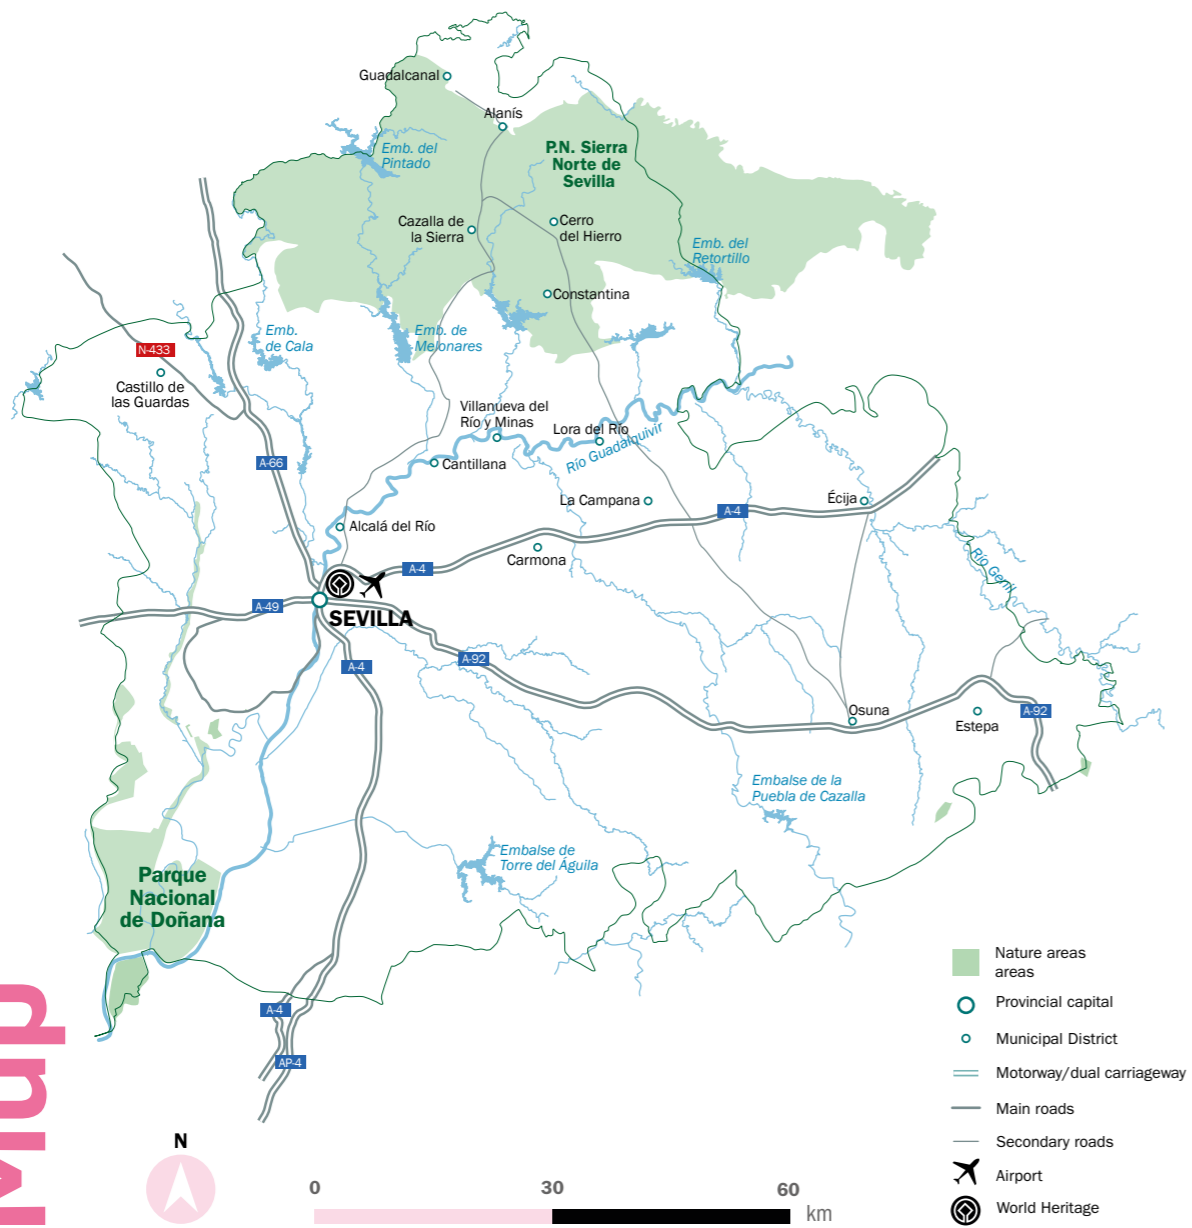 Guadalcanal
Alanís
Emb. del
Pintado
P.N. Sierra
Norte de
Sevilla
Cazalla de
la Sierra
Cerro
del Hierro
Emb. del
Retortillo
Constantina
Emb.
de Cala
Emb. de
Melonares
N-433
Castillo de
las Guardas
Villanueva del
Río y Minas
Lora del Río
Río Guadalquivir
A-66
Cantillana
La Campana
Écija
A-4
Alcalá del Río
Carmona
A-4
Río Genil
A-49
SEVILLA
A-4
A-92
Osuna
Estepa
A-92
Embalse de la
Puebla de Cazalla
Embalse de
Torre del Águila
Parque
Nacional
de Doñana
A-4
AP-4
Map
N
0
30
60
km
Nature areas
areas
Provincial capital
Municipal District
Motorway/dual carriageway
Main roads
Secondary roads
Airport
World Heritage